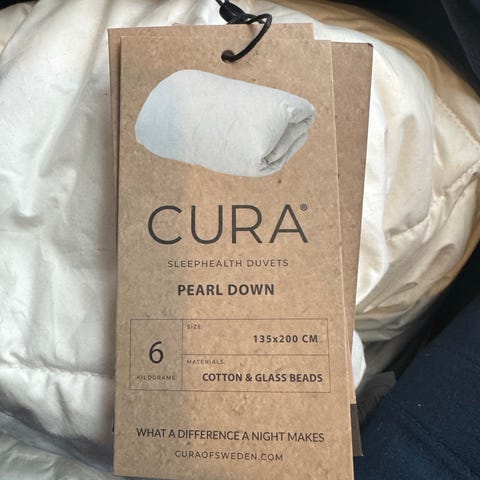 CURA®
SLEEPHEALTH DUVETS
PEARL DOWN
6
KILOGRAMS
SIZE:
135x200 CM
MATERIALS:
COTTON & GLASS BEADS
WHAT A DIFFERENCE A NIGHT MAKES
CURAOFSWEDEN.COM